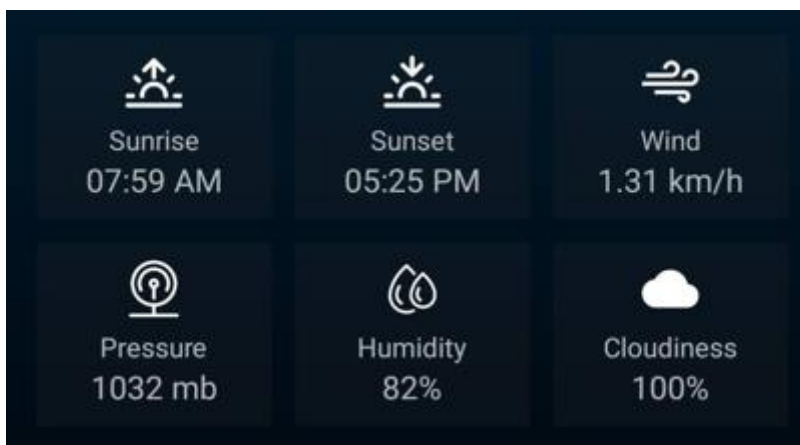 Sunrise
07:59 AM
Sunset
05:25 PM
Wind
1.31 km/h
Pressure
1032 mb
Humidity
82%
Cloudiness
100%